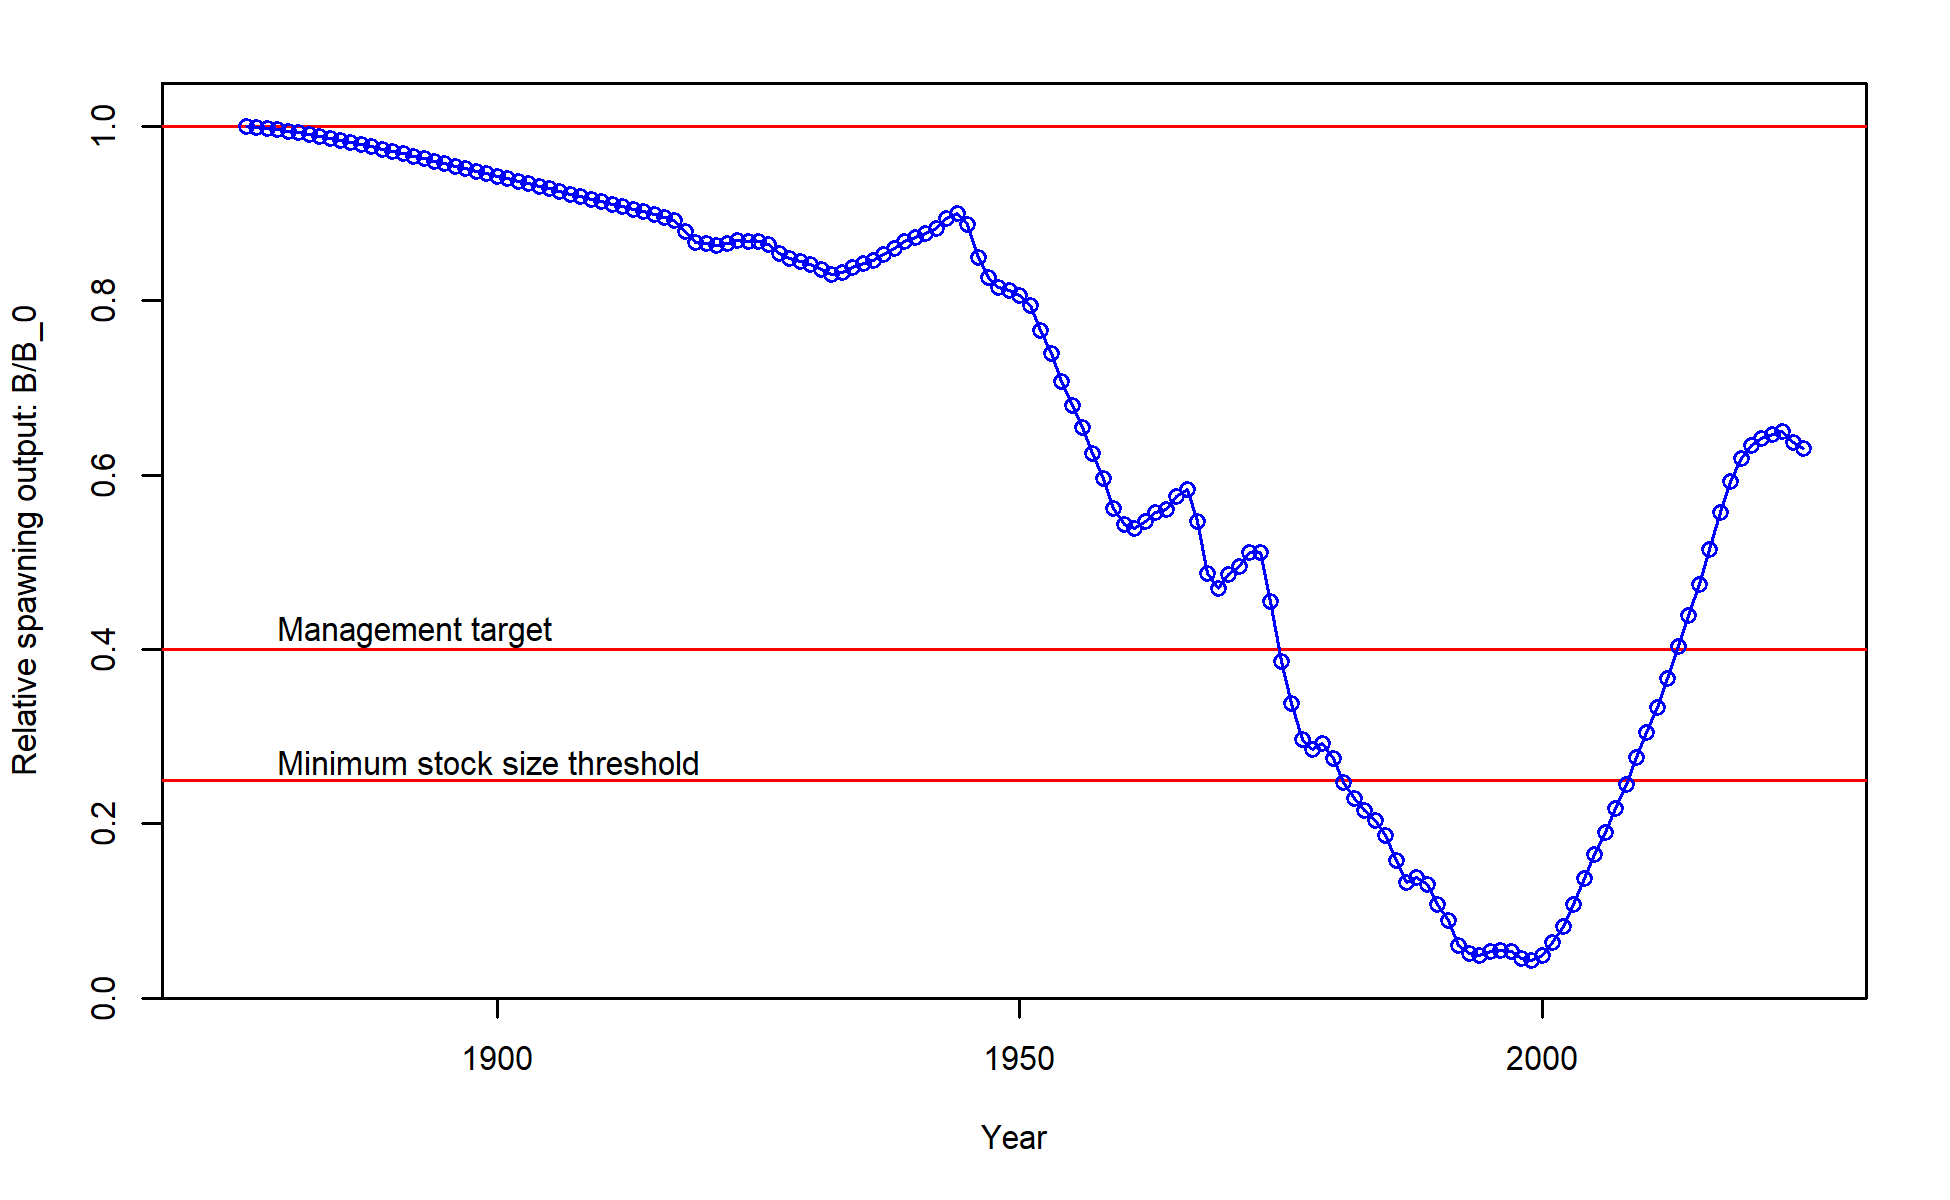 Relative spawning output: B/B_0
1.0
0.8
0.6
0.4
0.2
0.0
Management target
Minimum stock size threshold
1900
1950
2000
Year